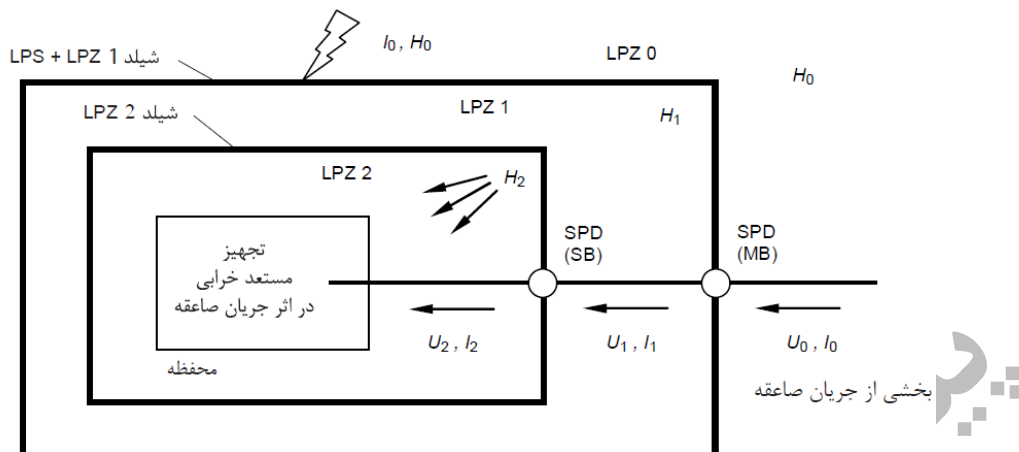 I0 , H0
LPZ 0
H0
شیلد LPS + LPZ 1
شیلد LPZ 2
LPZ 1
H1
LPZ 2
H2
تجهیز
مستعد خرابی
در اثر جریان صاعقه
محفظه
SPD
(SB)
SPD
(MB)
U2 , I2
U1 , I1
U0 , I0
بخشی از جریان صاعقه